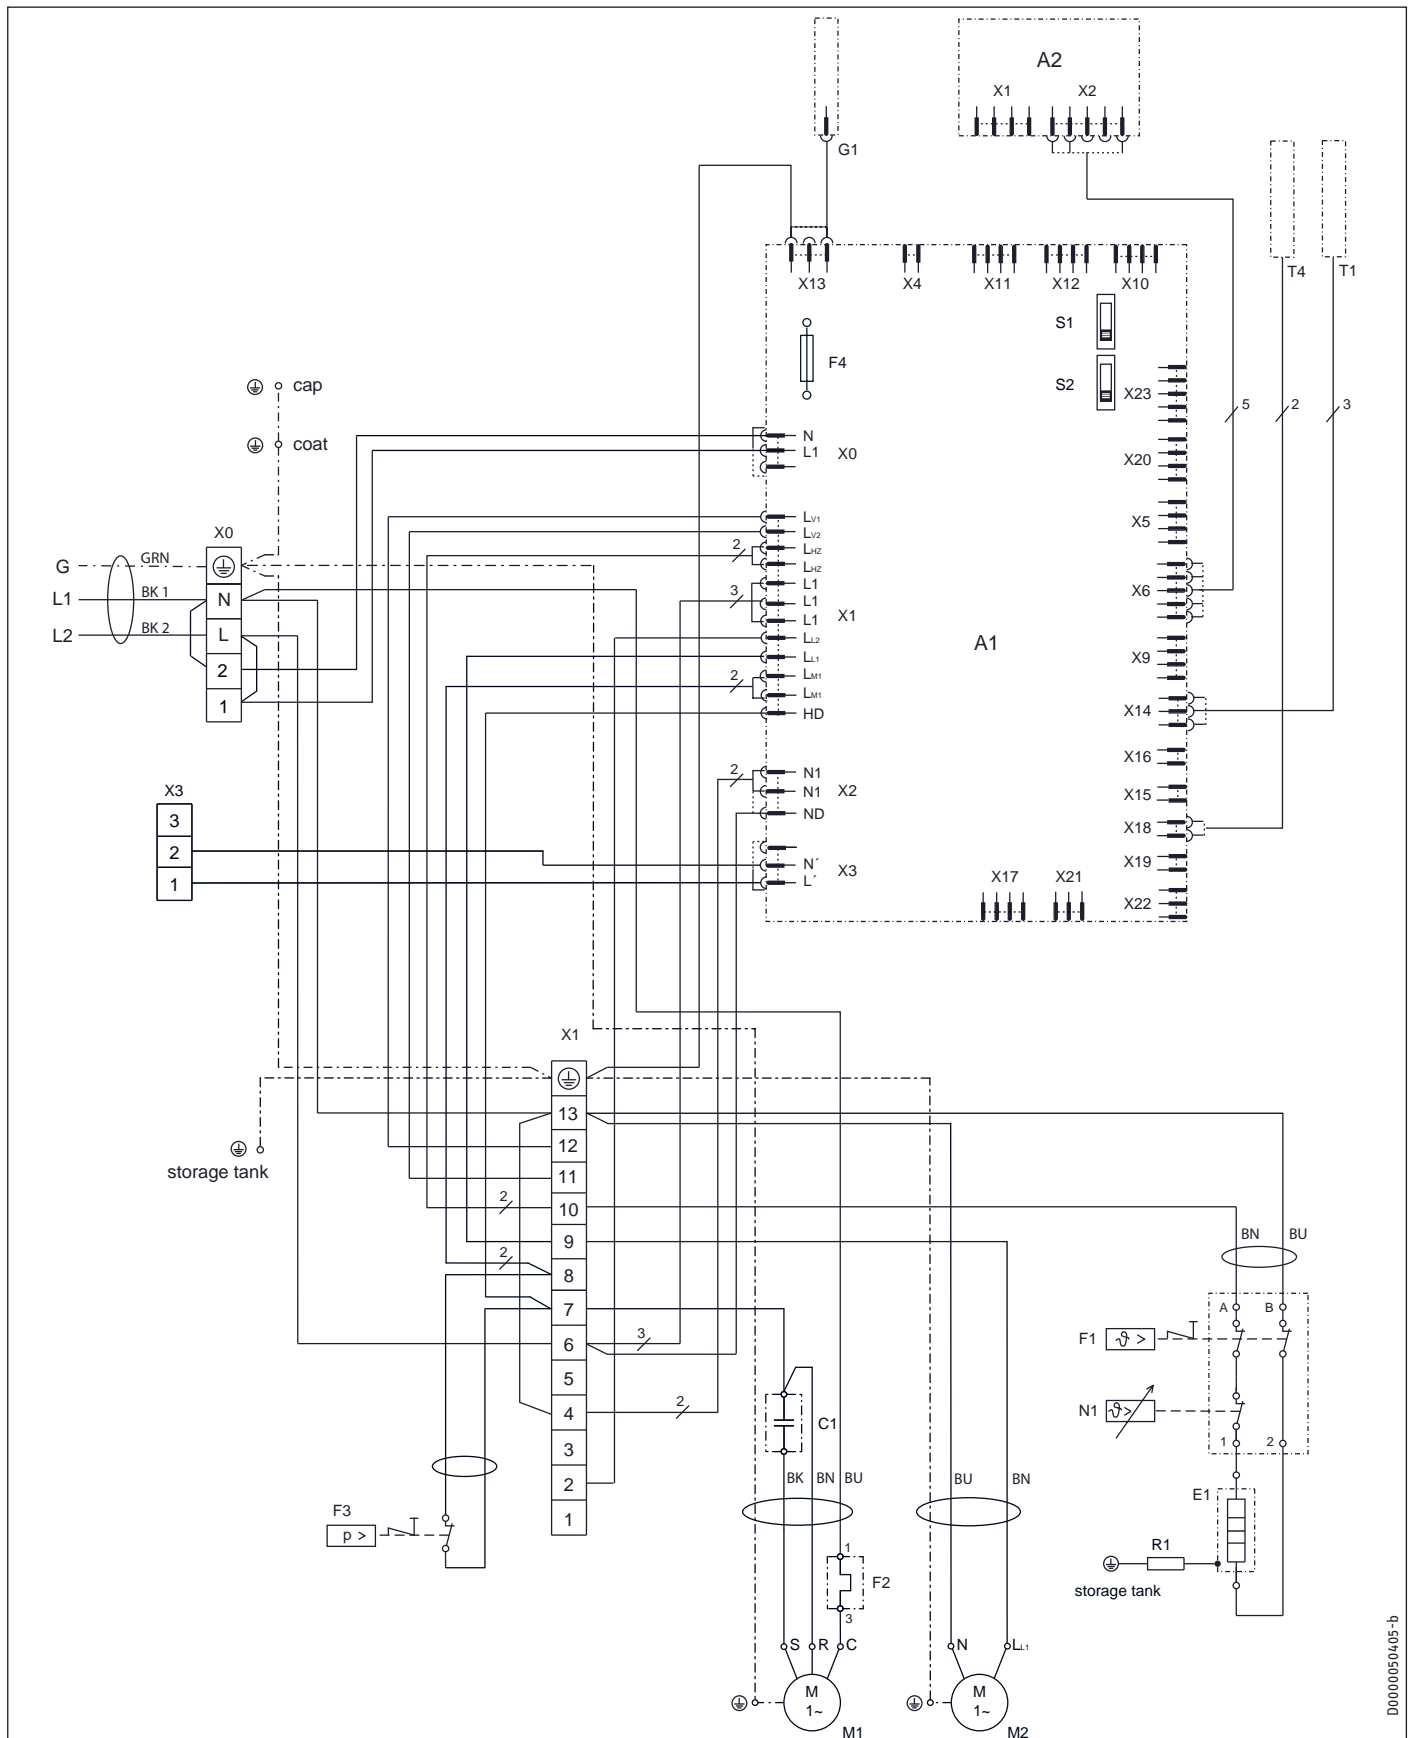 A2
X1 X2
G1
T4 T1
X13 X4 X11 X12 X10
S1
F4
S2
X23
5 2 3
cap
coat
N
L1 X0
X20
X5
X0
G GRN
L1 BK 1 N
L2 BK 2 L
2
1
LV1
LV2
2 LHZ
LHZ
L1
3 L1 X1
L1
LL2
LL1
2 LM1
LM1
HD
A1
X6
X9
X14
X16
X15
X18
X19
X22
2 N1
N1 X2
ND
X3
3
2
1
N´ X3
L´
X17 X21
X1
13
12
11
2 10
9
2 8
7
6 3
5
4 2
3
2
1
storage tank
BN BU
A B
F1 ϑ >
N1 ϑ>
1 2
C1
BK BN BU
BU BN
F3
p >
E1
R1
storage tank
1
F2
3
S R C
N LL1
M
1~
M1
M
1~
M2
D0000050405-b